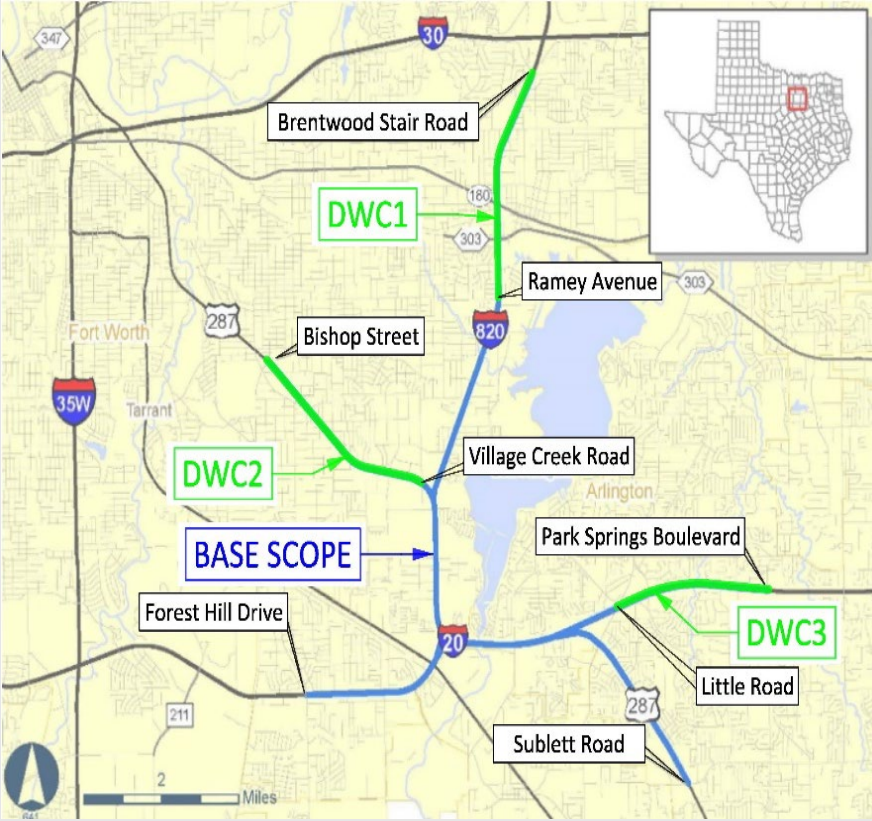 347
30
Brentwood Stair Road
180
DWC1
303
Ramey Avenue
303
820
287
Bishop Street
Fort Worth
35W
Tarrant
Village Creek Road
DWC2
Arlington
Park Springs Boulevard
BASE SCOPE
Forest Hill Drive
20
DWC3
Little Road
287
211
Sublett Road
2
Miles